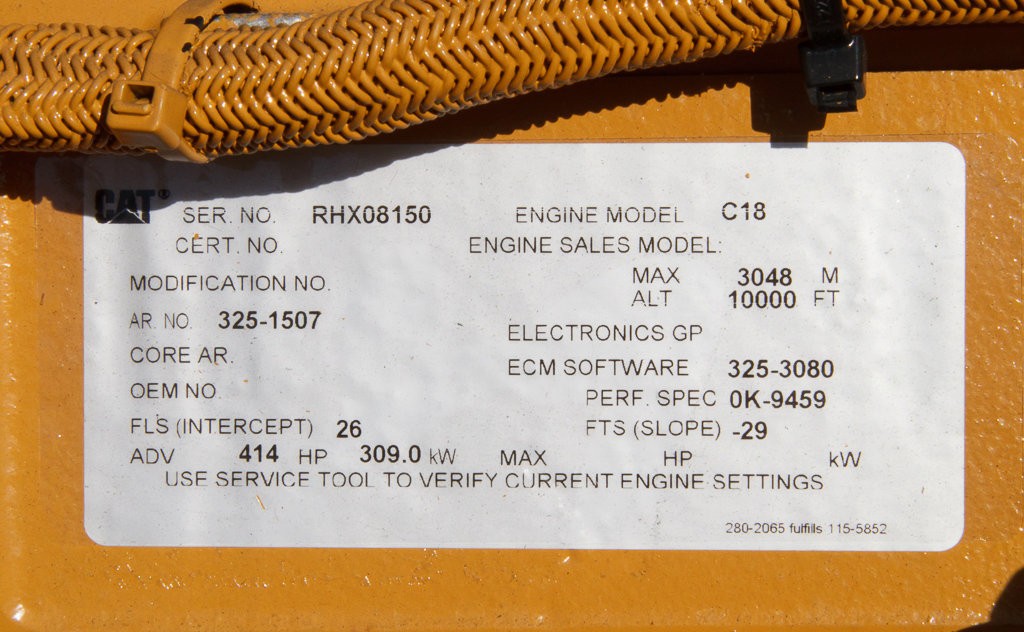 CAT® SER. NO. RHX08150 ENGINE MODEL C18
CERT. NO. ENGINE SALES MODEL:
MODIFICATION NO. MAX 3048 M
ALT 10000 FT
AR. NO. 325-1507
ELECTRONICS GP
CORE AR.
ECM SOFTWARE 325-3080
OEM NO.
PERF. SPEC 0K-9459
FLS (INTERCEPT) 26 FTS (SLOPE) -29
ADV 414 HP 309.0 kW MAX HP kW
USE SERVICE TOOL TO VERIFY CURRENT ENGINE SETTINGS
280-2065 fulfills 115-5852